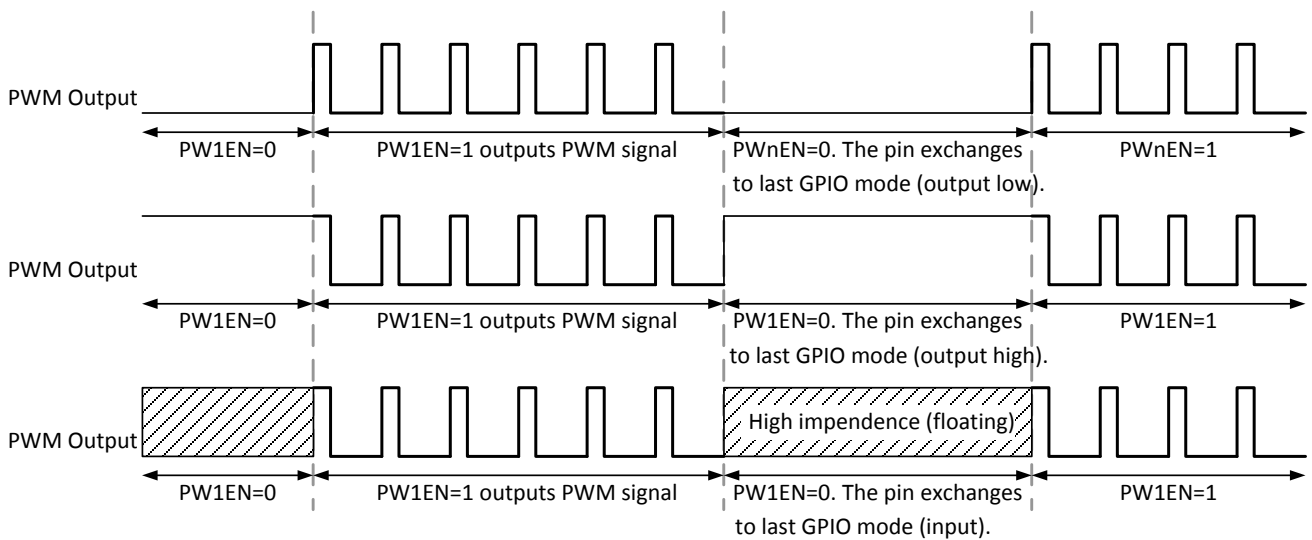 PWM Output
PW1EN=0
PW1EN=1 outputs PWM signal
PWnEN=0. The pin exchanges
to last GPIO mode (output low).
PWnEN=1
PWM Output
PW1EN=0
PW1EN=1 outputs PWM signal
PW1EN=0. The pin exchanges
to last GPIO mode (output high).
PW1EN=1
PWM Output
High impendence (floating)
PW1EN=0
PW1EN=1 outputs PWM signal
PW1EN=0. The pin exchanges
to last GPIO mode (input).
PW1EN=1